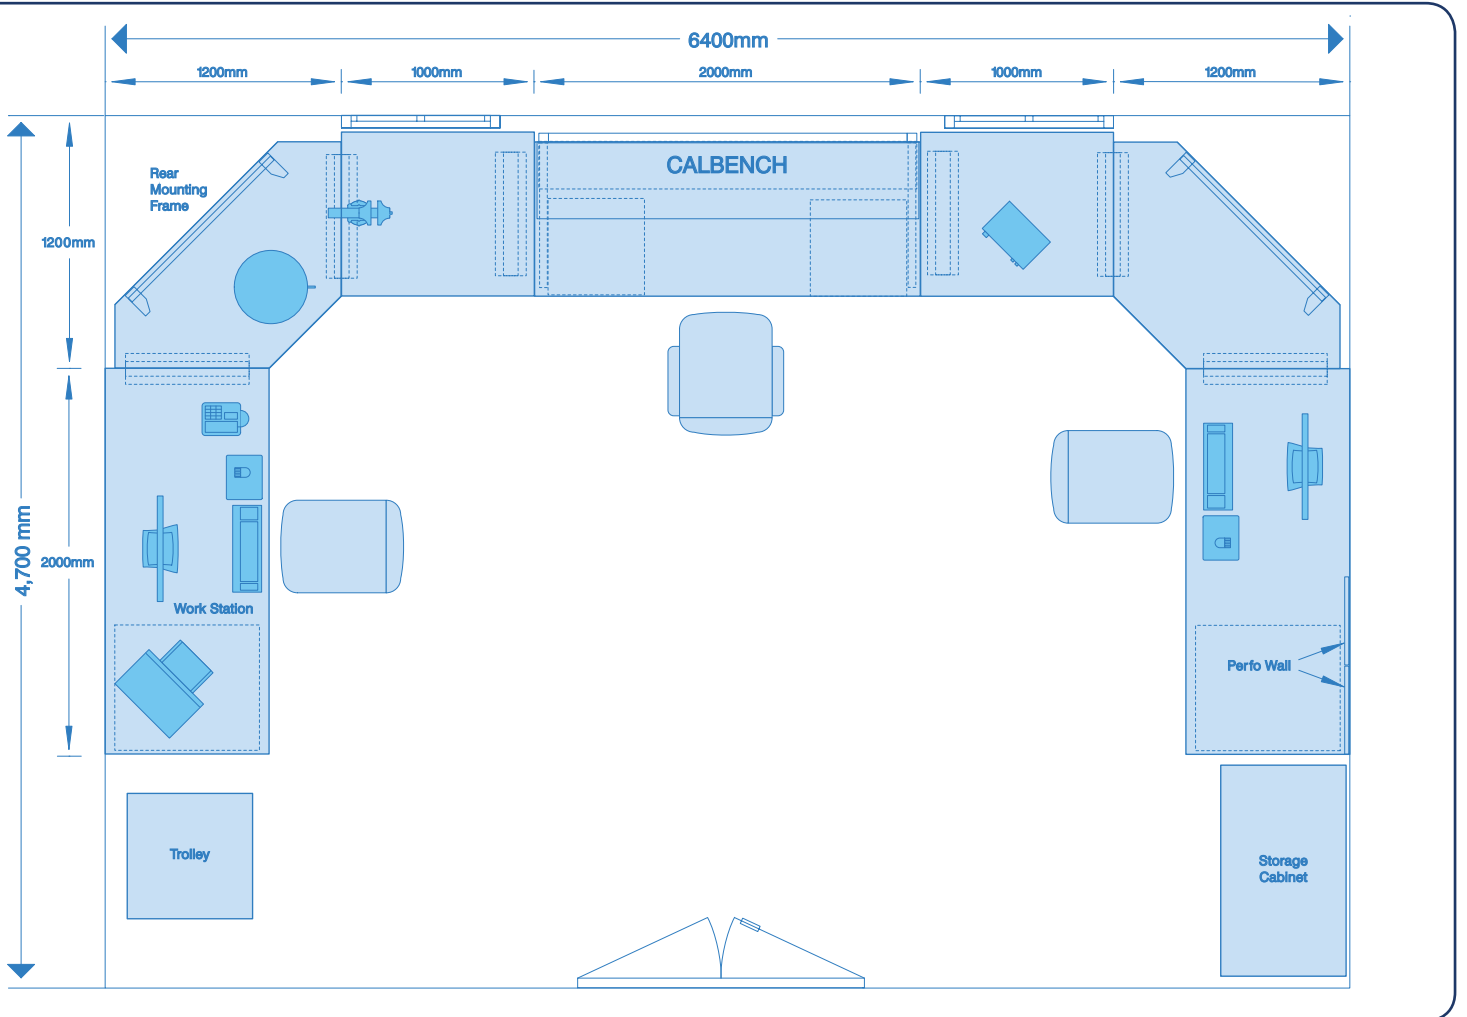 6400mm
1200mm
1000mm
2000mm
1000mm
1200mm
CALBENCH
Rear
Mounting
Frame
1200mm
4,700 mm
2000mm
Work Station
Perfo Wall
Trolley
Storage
Cabinet